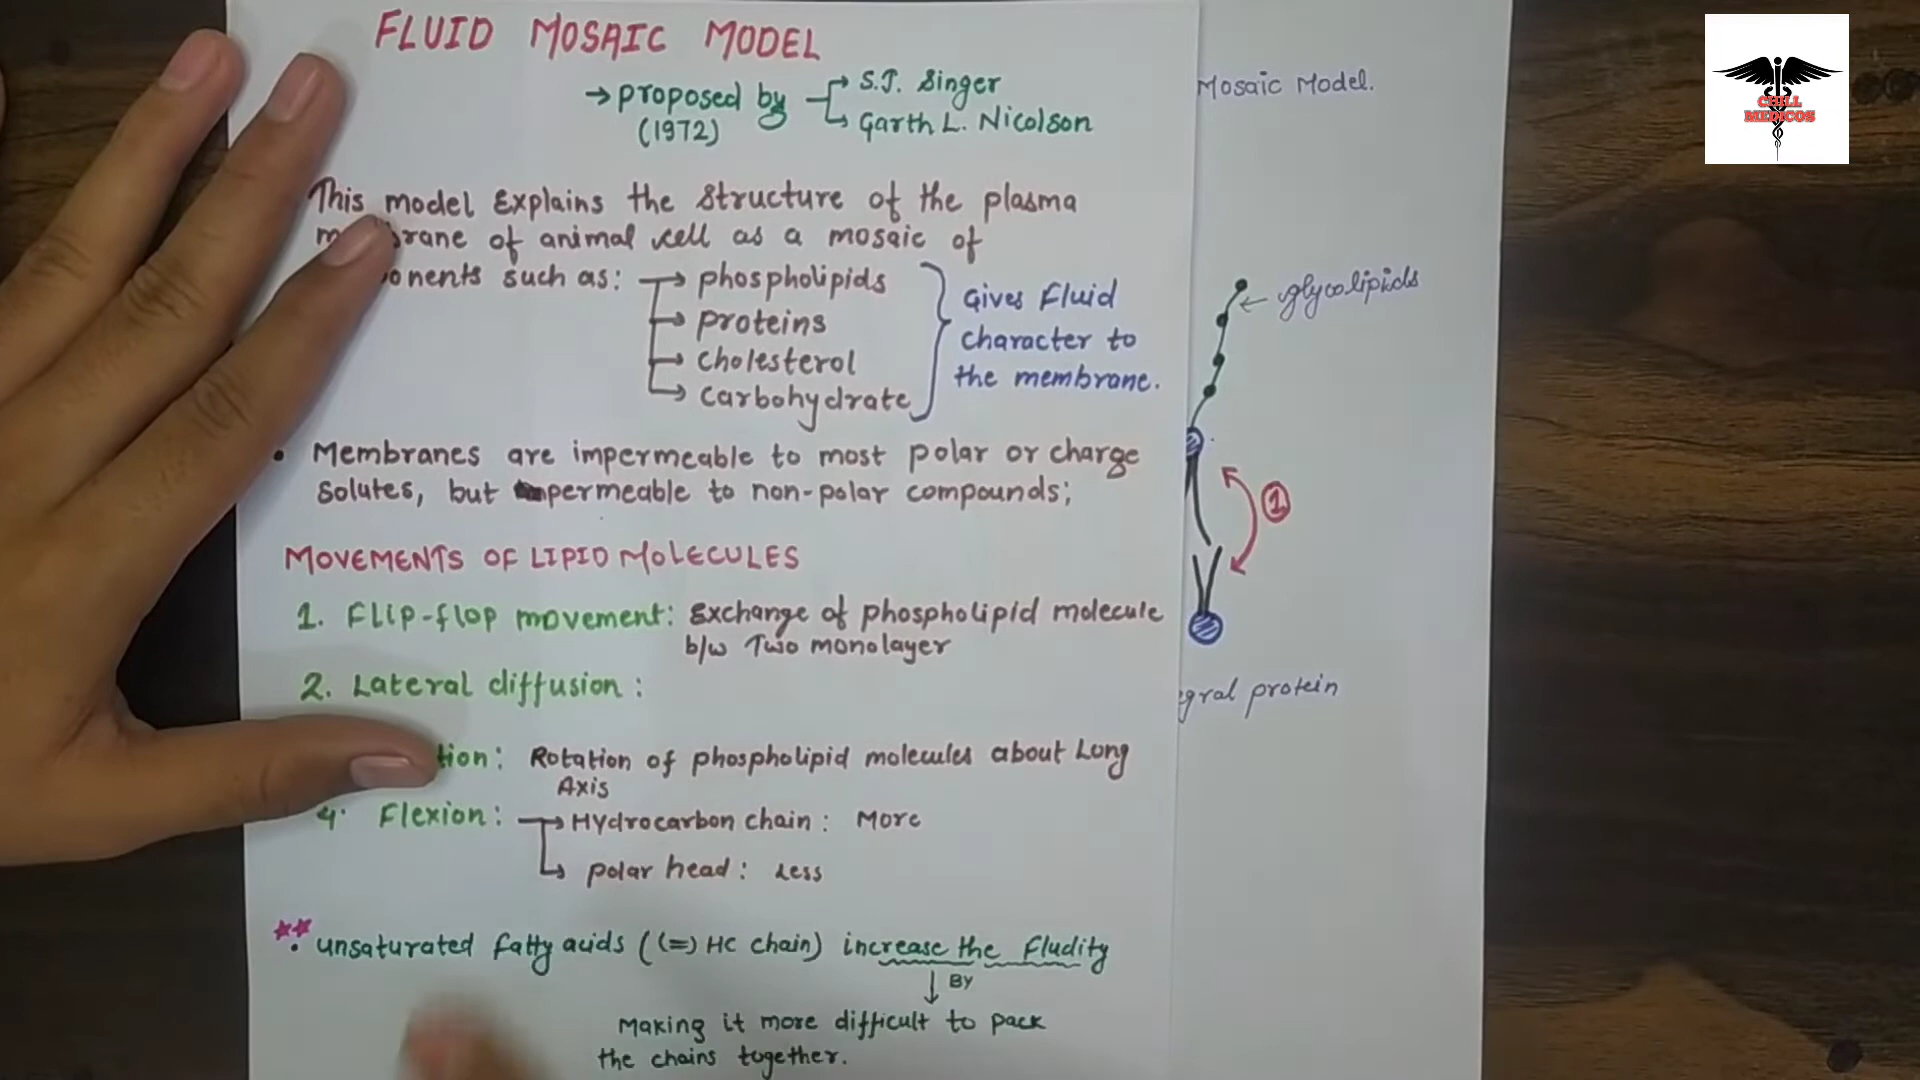 FLUID MOSAIC MODEL
→ proposed by → S.J. Singer
(1972) → Garth L. Nicolson
This model Explains the structure of the plasma
of animal cell as a mosaic of
such as: → phospholipids
→ proteins
→ cholesterol
→ carbohydrate
Gives Fluid
character to
the membrane.
• Membranes are impermeable to most polar or charge
solutes, but permeable to non-polar compounds;
MOVEMENTS OF LIPID MOLECULES
1. Flip-flop movement: Exchange of phospholipid molecule
b/w Two monolayer
2. Lateral diffusion:
tion: Rotation of phospholipid molecules about Long
Axis
4. Flexion: → Hydrocarbon chain: More
→ polar head: Less
** • unsaturated fatty acids ((=) HC chain) increase the Fludity
↓ By
Making it more difficult to pack
the chains together.
Mosaic Model.
← glycolipids
1
gral protein
CHILL
MEDICOS